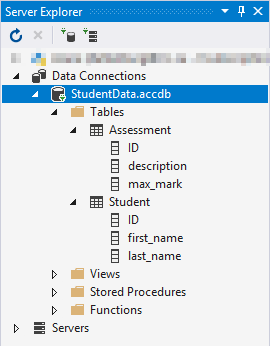 Server Explorer
Data Connections
StudentData.accdb
Tables
Assessment
ID
description
max_mark
Student
ID
first_name
last_name
Views
Stored Procedures
Functions
Servers